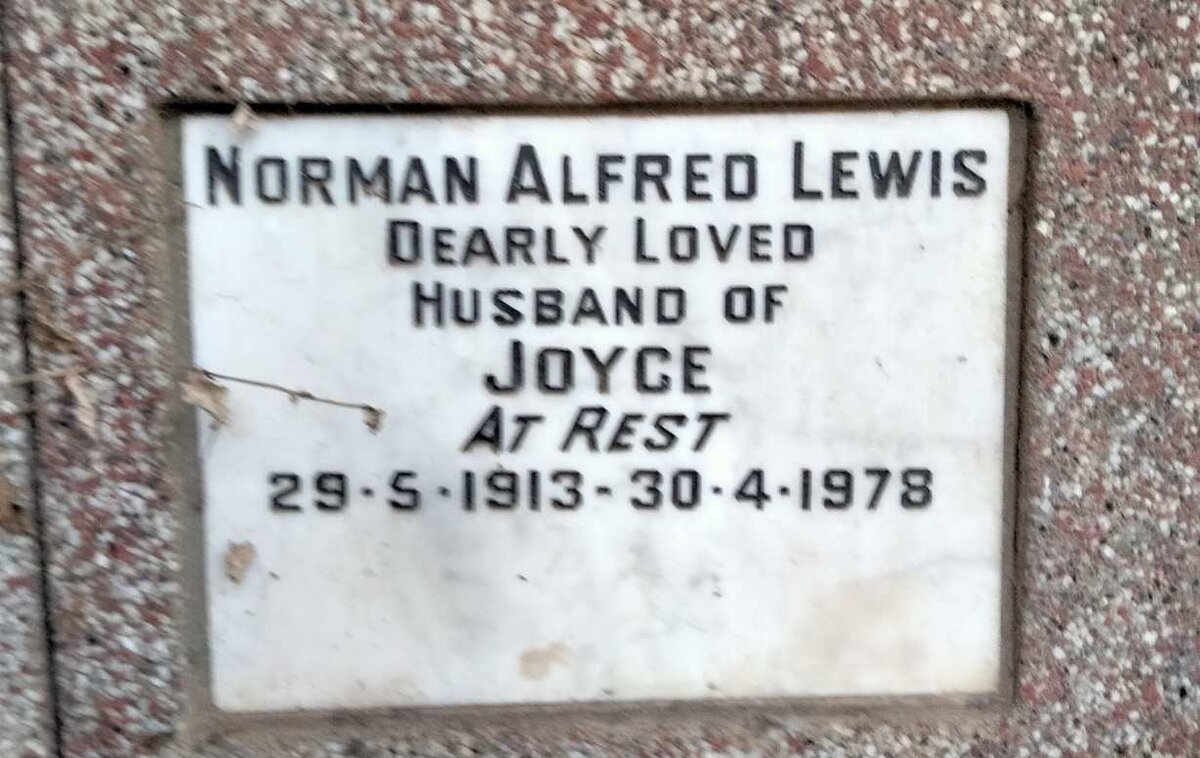 NORMAN ALFRED LEWIS
DEARLY LOVED
HUSBAND OF
JOYCE
AT REST
29·5·1913-30·4·1978